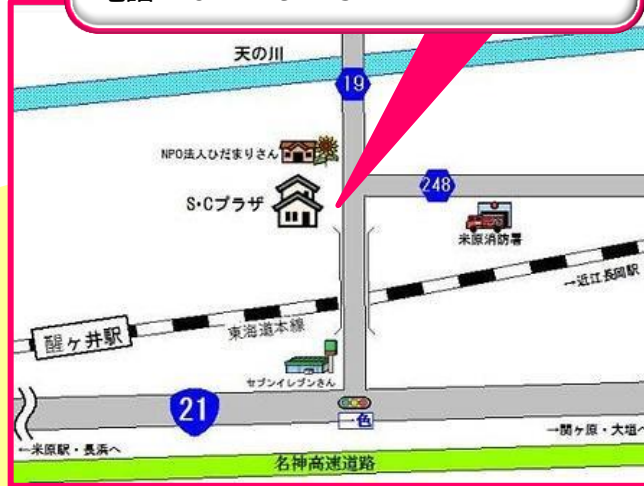 天の川
19
NPO法人ひだまりさん
S・Cプラザ
248
米原消防署
→近江長岡駅
醒ヶ井駅
東海道本線
セブンイレブンさん
21
一色
←米原駅・長浜へ
→関ヶ原・大垣へ
名神高速道路